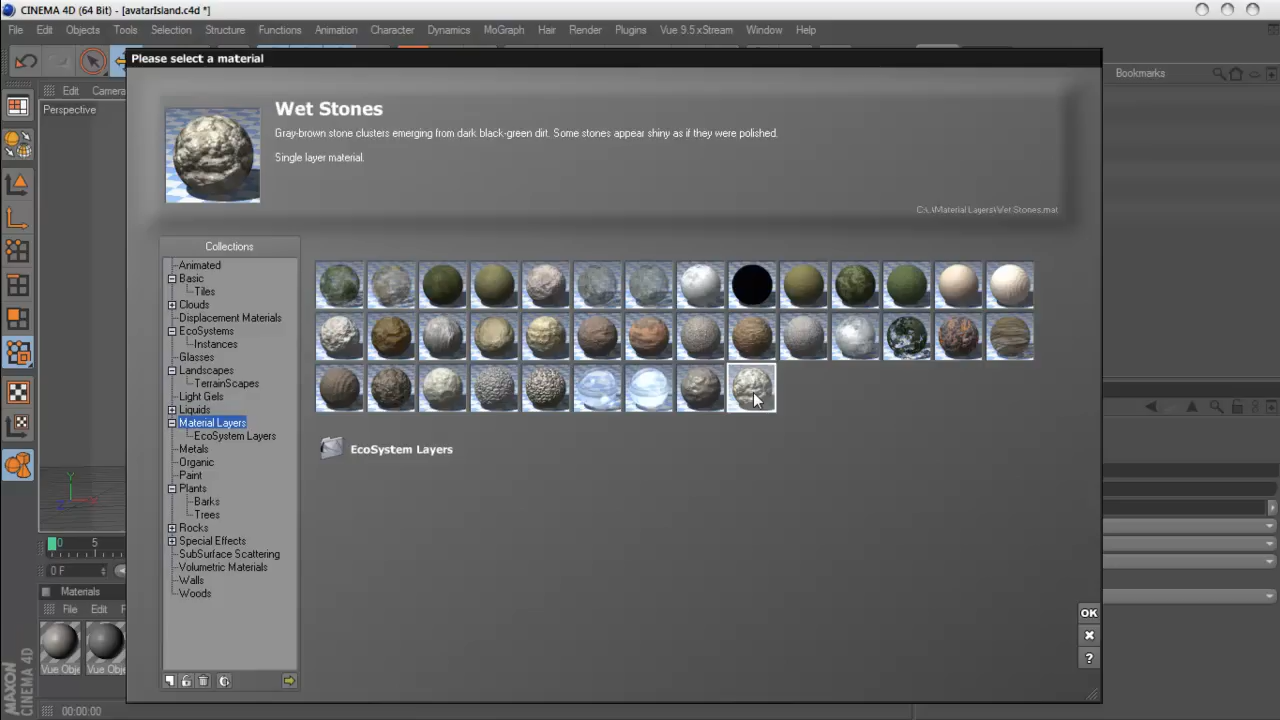 CINEMA 4D (64 Bit) - [avatarIsland.c4d *]
File Edit Objects Tools Selection Structure Functions Animation Character Dynamics MoGraph Hair Render Plugins Vue 9.5 xStream Window Help
Please select a material
Edit Camera
Bookmarks
Perspective
Wet Stones
Gray-brown stone clusters emerging from dark black-green dirt. Some stones appear shiny as if they were polished.
Single layer material.
C:\..\Material Layers\Wet Stones.mat
Collections
Animated
Basic
Tiles
Clouds
Displacement Materials
EcoSystems
Instances
Glasses
Landscapes
TerrainScapes
Light Gels
Liquids
Material Layers
EcoSystem Layers
Metals
Organic
Paint
Plants
Barks
Trees
Rocks
Special Effects
SubSurface Scattering
Volumetric Materials
Walls
Woods
EcoSystem Layers
Y
X
Z
0 5
0 F
Materials
File Edit F
Vue Obje Vue Obje
OK
?
MAXON
CINEMA 4D
00:00:00